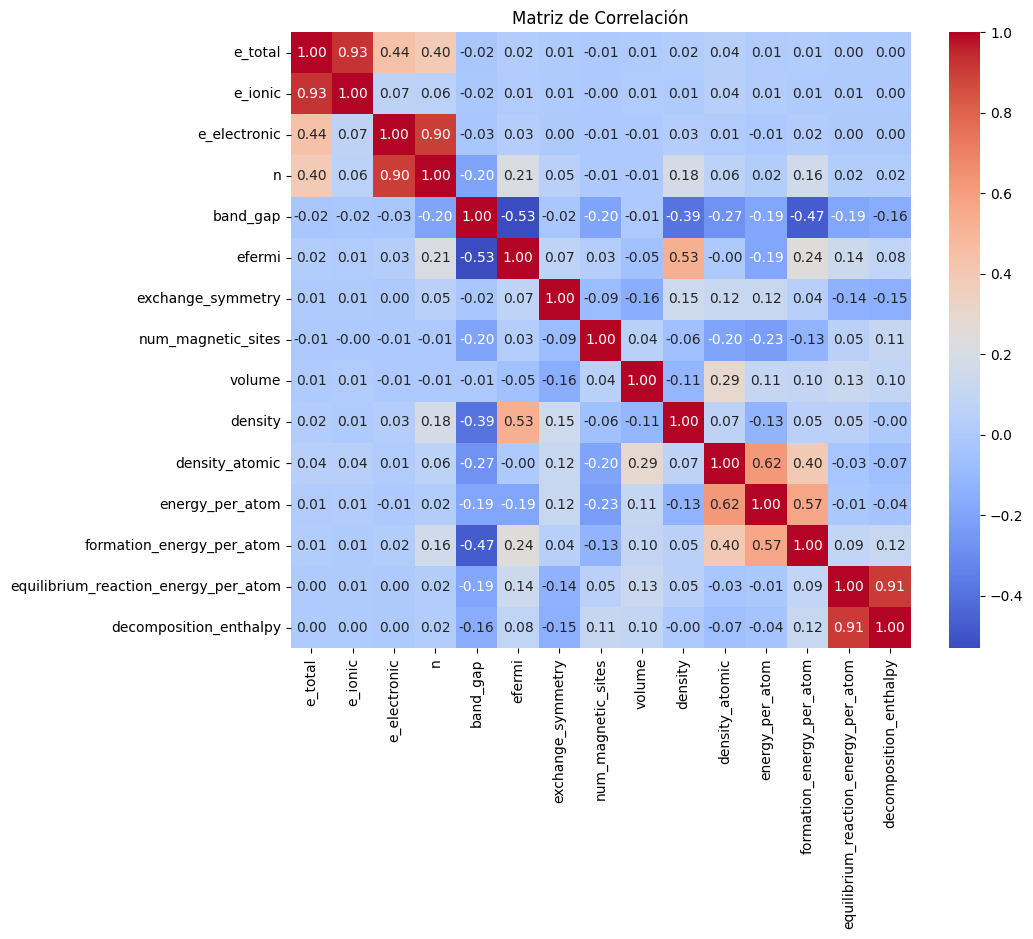 Matriz de Correlación
e_total 1.00 0.93 0.44 0.40 -0.02 0.02 0.01 -0.01 0.01 0.02 0.04 0.01 0.01 0.00 0.00
e_ionic 0.93 1.00 0.07 0.06 -0.02 0.01 0.01 -0.00 0.01 0.01 0.04 0.01 0.01 0.01 0.00
e_electronic 0.44 0.07 1.00 0.90 -0.03 0.03 0.00 -0.01 -0.01 0.03 0.01 -0.01 0.02 0.00 0.00
n 0.40 0.06 0.90 1.00 -0.20 0.21 0.05 -0.01 -0.01 0.18 0.06 0.02 0.16 0.02 0.02
band_gap -0.02 -0.02 -0.03 -0.20 1.00 -0.53 -0.02 -0.20 -0.01 -0.39 -0.27 -0.19 -0.47 -0.19 -0.16
efermi 0.02 0.01 0.03 0.21 -0.53 1.00 0.07 0.03 -0.05 0.53 -0.00 -0.19 0.24 0.14 0.08
exchange_symmetry 0.01 0.01 0.00 0.05 -0.02 0.07 1.00 -0.09 -0.16 0.15 0.12 0.12 0.04 -0.14 -0.15
num_magnetic_sites -0.01 -0.00 -0.01 -0.01 -0.20 0.03 -0.09 1.00 0.04 -0.06 -0.20 -0.23 -0.13 0.05 0.11
volume 0.01 0.01 -0.01 -0.01 -0.01 -0.05 -0.16 0.04 1.00 -0.11 0.29 0.11 0.10 0.13 0.10
density 0.02 0.01 0.03 0.18 -0.39 0.53 0.15 -0.06 -0.11 1.00 0.07 -0.13 0.05 0.05 -0.00
density_atomic 0.04 0.04 0.01 0.06 -0.27 -0.00 0.12 -0.20 0.29 0.07 1.00 0.62 0.40 -0.03 -0.07
energy_per_atom 0.01 0.01 -0.01 0.02 -0.19 -0.19 0.12 -0.23 0.11 -0.13 0.62 1.00 0.57 -0.01 -0.04
formation_energy_per_atom 0.01 0.01 0.02 0.16 -0.47 0.24 0.04 -0.13 0.10 0.05 0.40 0.57 1.00 0.09 0.12
equilibrium_reaction_energy_per_atom 0.00 0.01 0.00 0.02 -0.19 0.14 -0.14 0.05 0.13 0.05 -0.03 -0.01 0.09 1.00 0.91
decomposition_enthalpy 0.00 0.00 0.00 0.02 -0.16 0.08 -0.15 0.11 0.10 -0.00 -0.07 -0.04 0.12 0.91 1.00
e_total
e_ionic
e_electronic
n
band_gap
efermi
exchange_symmetry
num_magnetic_sites
volume
density
density_atomic
energy_per_atom
formation_energy_per_atom
equilibrium_reaction_energy_per_atom
decomposition_enthalpy
1.0
0.8
0.6
0.4
0.2
0.0
−0.2
−0.4